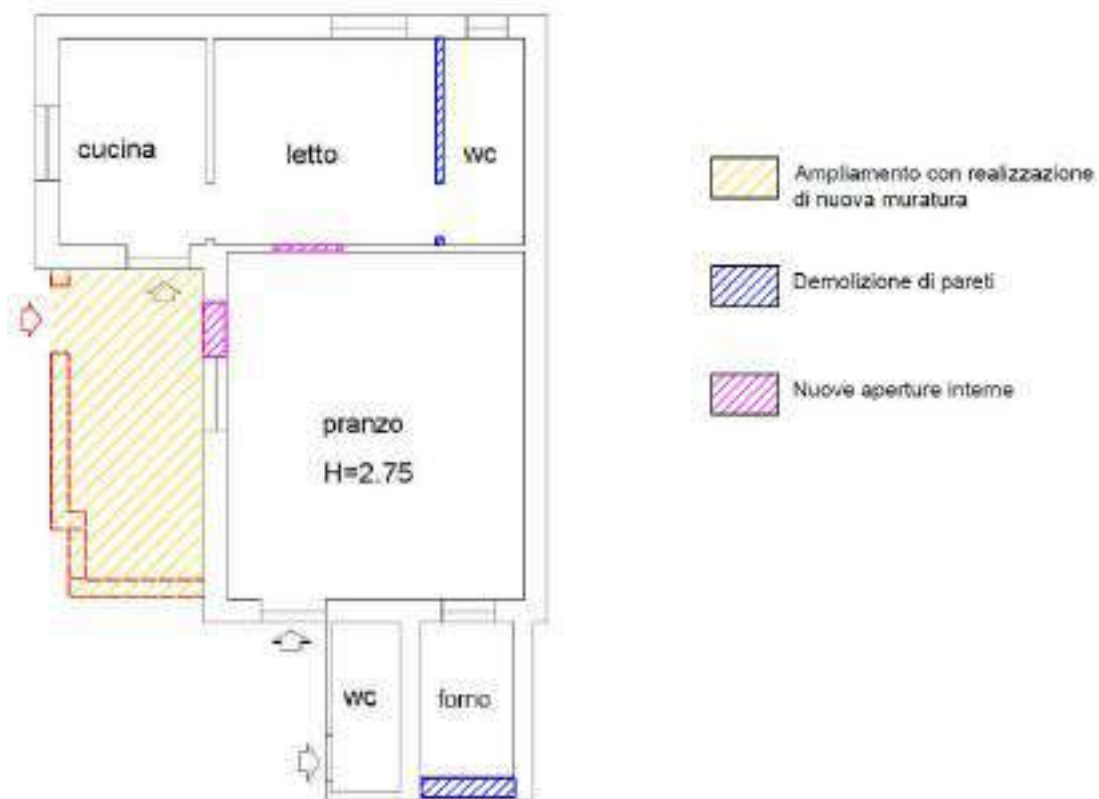 cucina
letto
wc
pranzo
H=2.75
wc
forno
Ampliamento con realizzazione
di nuova muratura
Demolizione di pareti
Nuove aperture interne